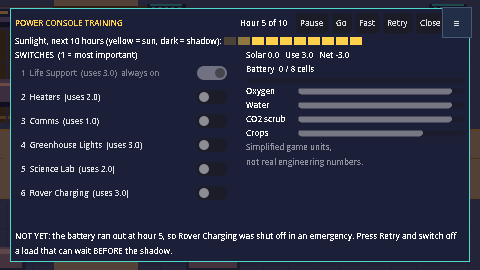 POWER CONSOLE TRAINING Hour 5 of 10 Pause Go Fast Retry Close ≡
Sunlight, next 10 hours (yellow = sun, dark = shadow):
SWITCHES (1 = most important) Solar 0.0 Use 3.0 Net -3.0
1 Life Support (uses 3.0) always on Battery 0 / 8 cells
2 Heaters (uses 2.0)
3 Comms (uses 1.0)
4 Greenhouse Lights (uses 3.0)
5 Science Lab (uses 2.0)
6 Rover Charging (uses 3.0)
Oxygen
Water
CO2 scrub
Crops
Simplified game units,
not real engineering numbers.
NOT YET: the battery ran out at hour 5, so Rover Charging was shut off in an emergency. Press Retry and switch off
a load that can wait BEFORE the shadow.